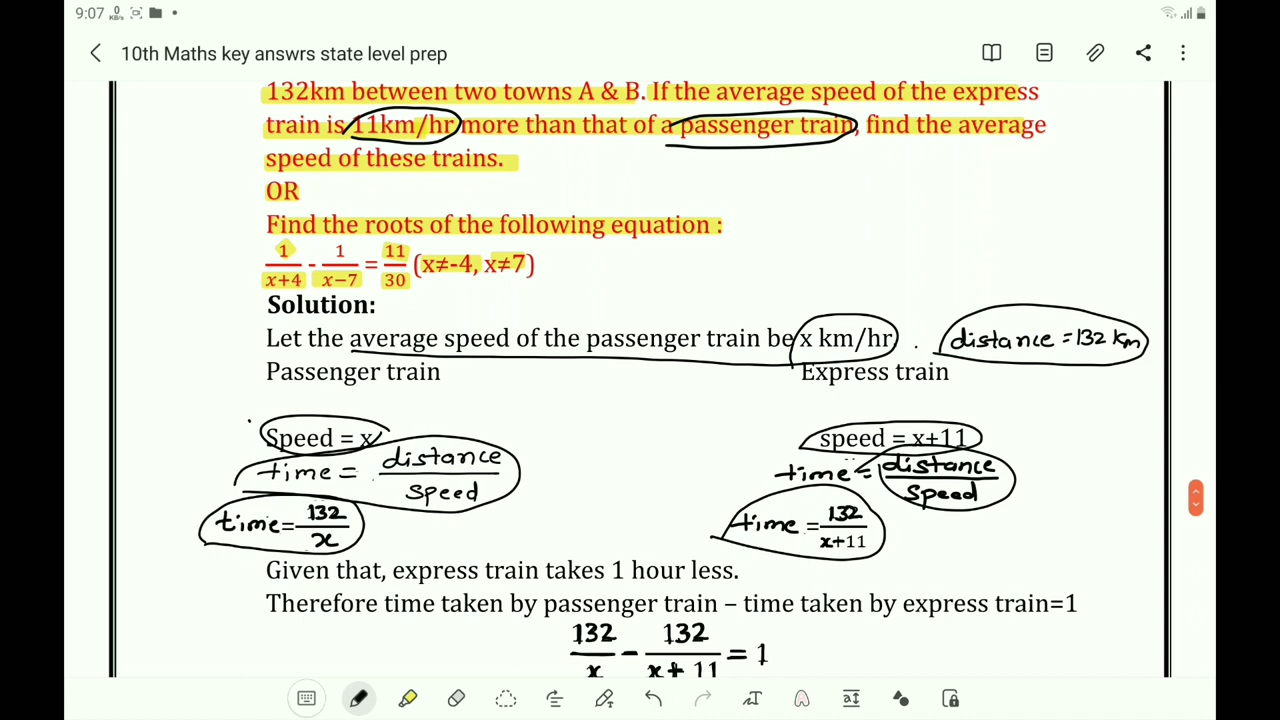 9:07 0 KB/s
10th Maths key answrs state level prep
132km between two towns A & B. If the average speed of the express
train is 11km/hr more than that of a passenger train, find the average
speed of these trains.
OR
Find the roots of the following equation :
1/(x+4) - 1/(x−7) = 11/30 (x≠-4, x≠7)
Solution:
Let the average speed of the passenger train be x km/hr. distance = 132 km
Passenger train Express train
Speed = x speed = x+11
time = distance/speed time = distance/speed
time = 132/x time = 132/x+11
Given that, express train takes 1 hour less.
Therefore time taken by passenger train – time taken by express train=1
132/x - 132/x+11 = 1